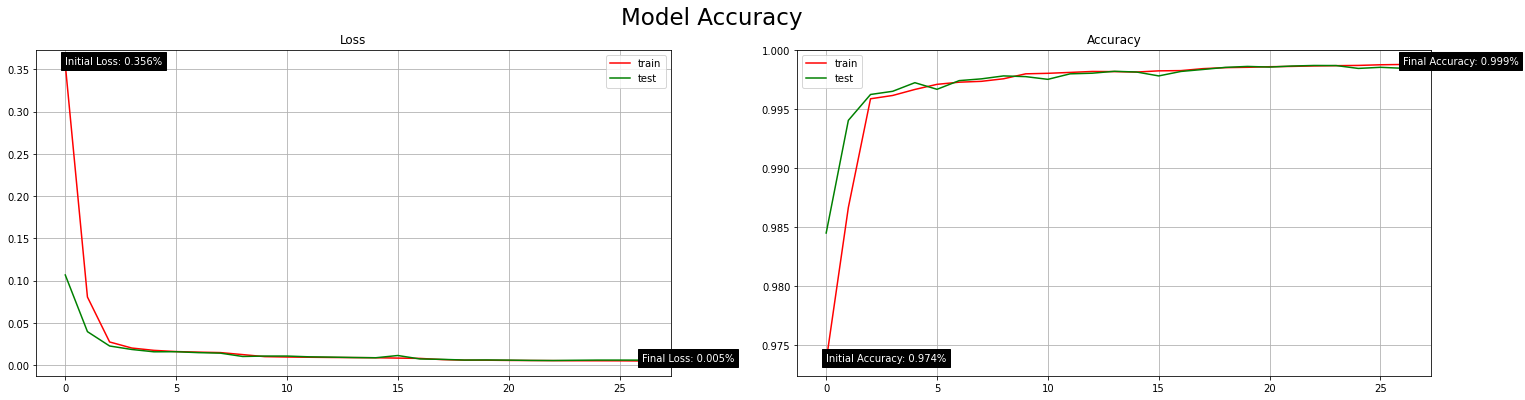 Model Accuracy
Loss
Initial Loss: 0.356%
train
test
0.35
0.30
0.25
0.20
0.15
0.10
0.05
0.00
Final Loss: 0.005%
0 5 10 15 20 25
Accuracy
train
test
Final Accuracy: 0.999%
1.000
0.995
0.990
0.985
0.980
0.975
Initial Accuracy: 0.974%
0 5 10 15 20 25